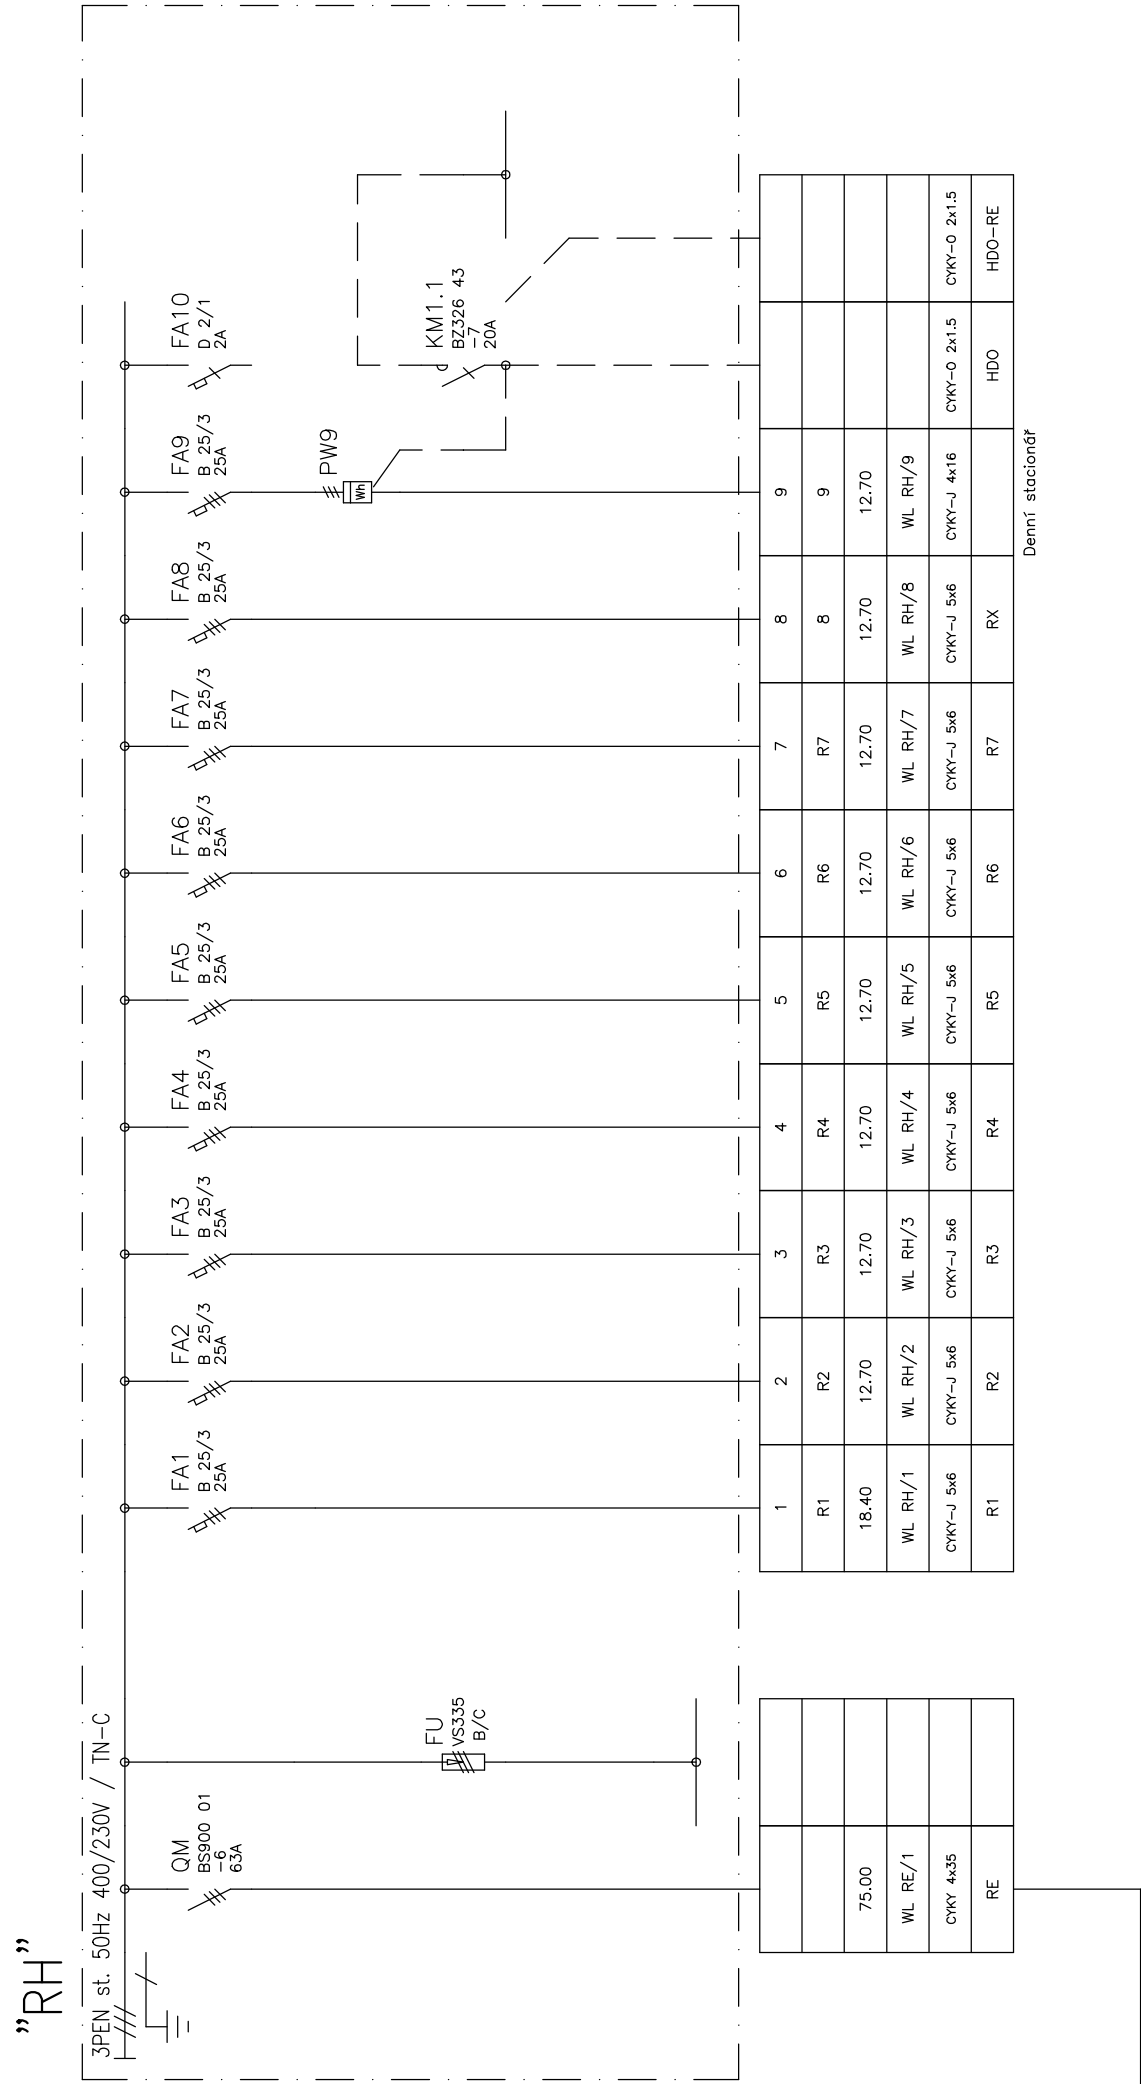 "RH"
3PEN st. 50Hz 400/230V / TN-C
QM
BS900 01
-6
63A
FU
VS335
B/C
FA1
B 25/3
25A
FA2
B 25/3
25A
FA3
B 25/3
25A
FA4
B 25/3
25A
FA5
B 25/3
25A
FA6
B 25/3
25A
FA7
B 25/3
25A
FA8
B 25/3
25A
FA9
B 25/3
25A
FA10
D 2/1
2A
PW9
Wh
KM1.1
BZ326 43
-7
20A
75.00
WL RE/1
CYKY 4x35
RE
1
R1
18.40
WL RH/1
CYKY-J 5x6
R1
2
R2
12.70
WL RH/2
CYKY-J 5x6
R2
3
R3
12.70
WL RH/3
CYKY-J 5x6
R3
4
R4
12.70
WL RH/4
CYKY-J 5x6
R4
5
R5
12.70
WL RH/5
CYKY-J 5x6
R5
6
R6
12.70
WL RH/6
CYKY-J 5x6
R6
7
R7
12.70
WL RH/7
CYKY-J 5x6
R7
8
8
12.70
WL RH/8
CYKY-J 5x6
RX
9
9
12.70
WL RH/9
CYKY-J 4x16
Denní stacionář
CYKY-O 2x1.5
HDO
CYKY-O 2x1.5
HDO-RE